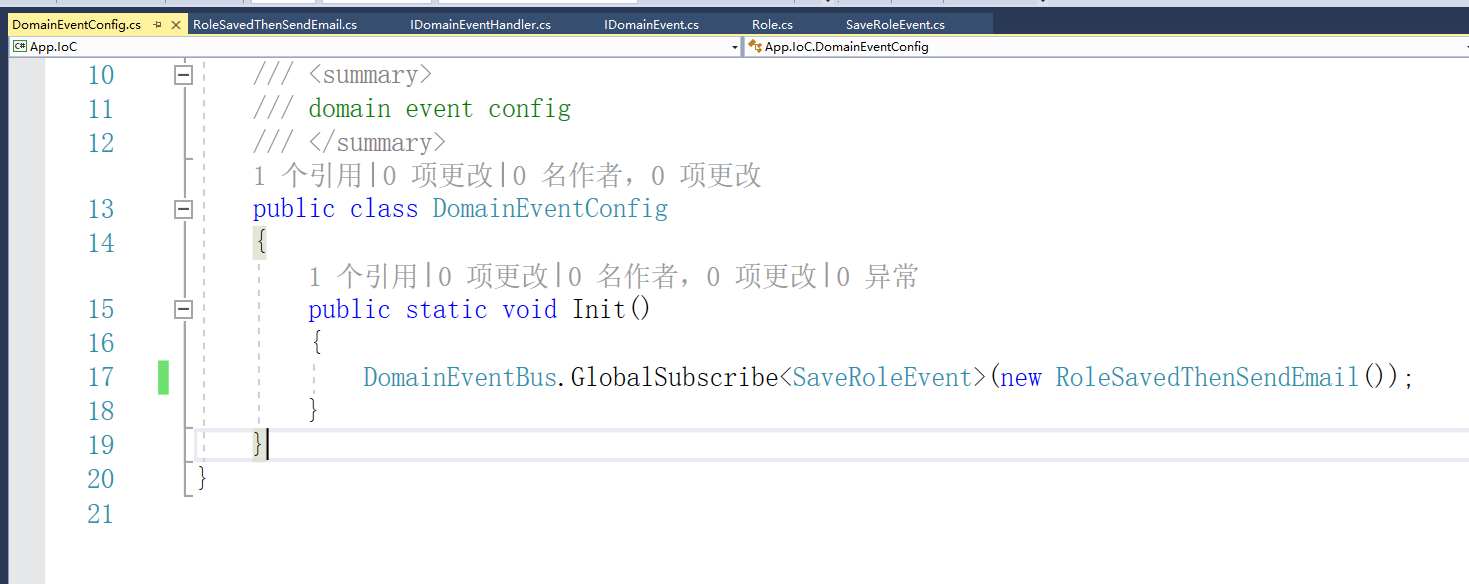 DomainEventConfig.cs RoleSavedThenSendEmail.cs IDomainEventHandler.cs IDomainEvent.cs Role.cs SaveRoleEvent.cs
C# App.IoC App.IoC.DomainEventConfig
10 /// <summary>
11 /// domain event config
12 /// </summary>
1 个引用|0 项更改|0 名作者, 0 项更改
13 public class DomainEventConfig
14 {
1 个引用|0 项更改|0 名作者, 0 项更改|0 异常
15 public static void Init()
16 {
17 DomainEventBus.GlobalSubscribe<SaveRoleEvent>(new RoleSavedThenSendEmail());
18 }
19 }
20 }
21